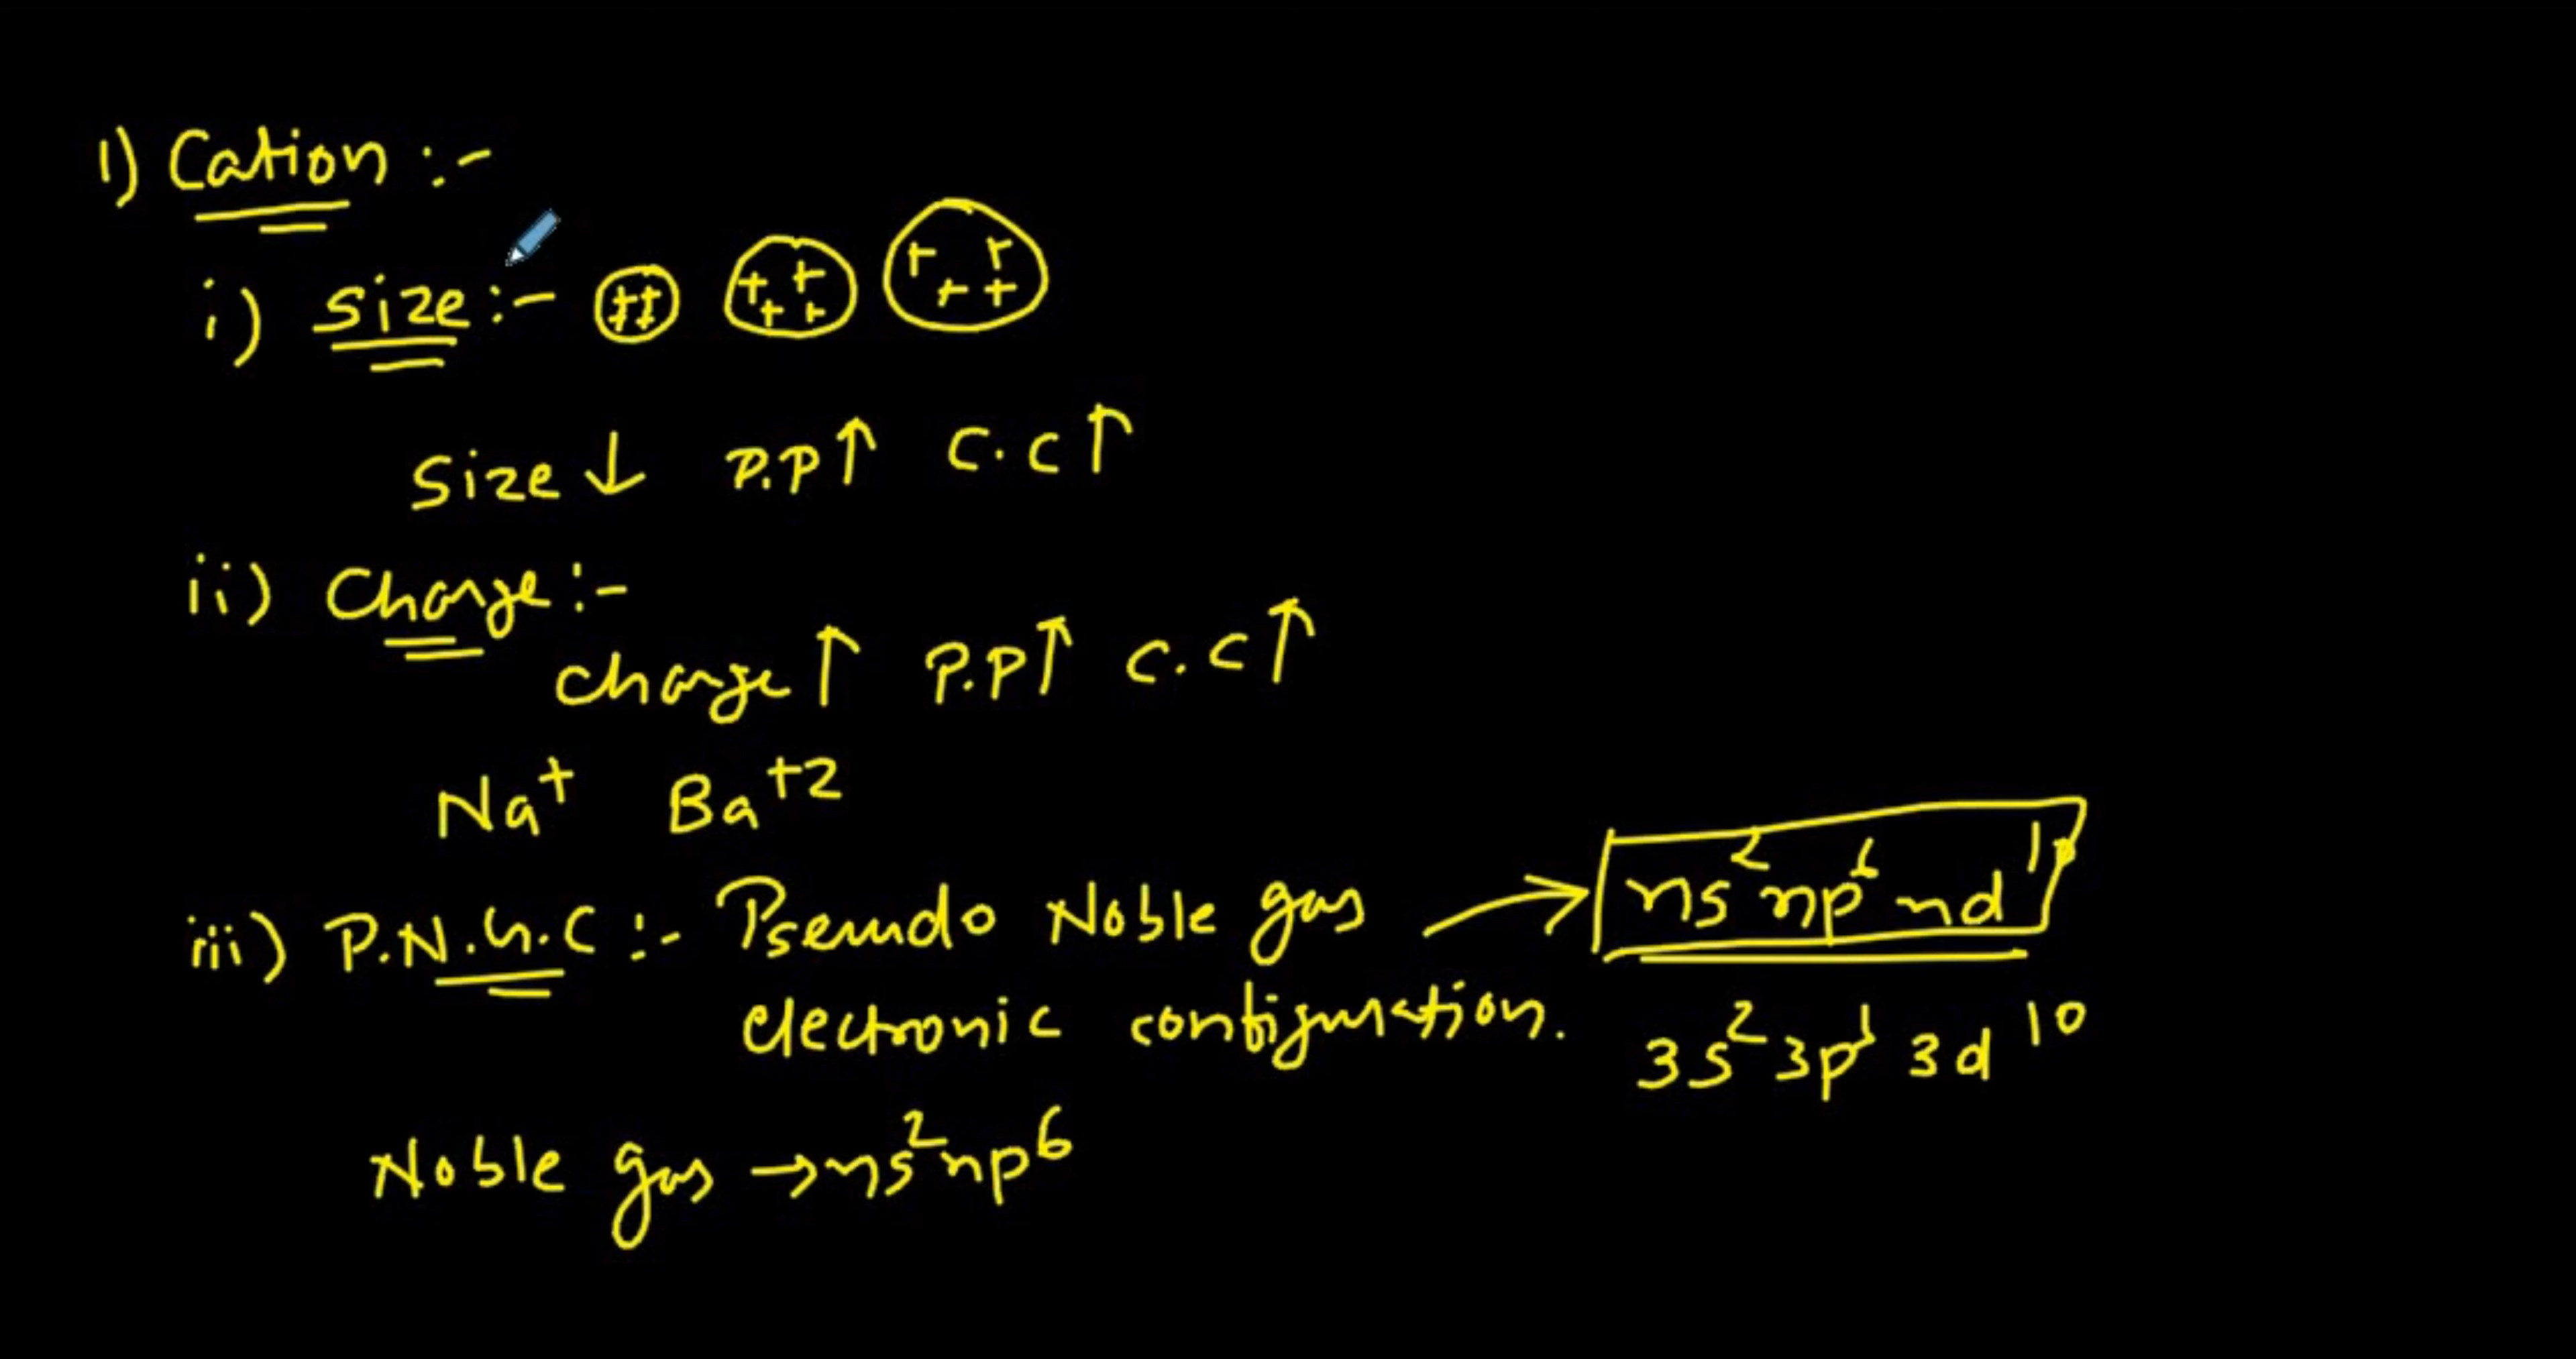 1) Cation :-
i) Size :-
Size ↓ P.P ↑ C.C ↑
ii) Charge :-
Charge ↑ P.P ↑ C.C ↑
Na⁺ Ba⁺²
iii) P.N.G.C :- Pseudo Noble gas → ns² np⁶ nd¹⁰
electronic configuration. 3s² 3p⁶ 3d¹⁰
Noble gas → ns² np⁶